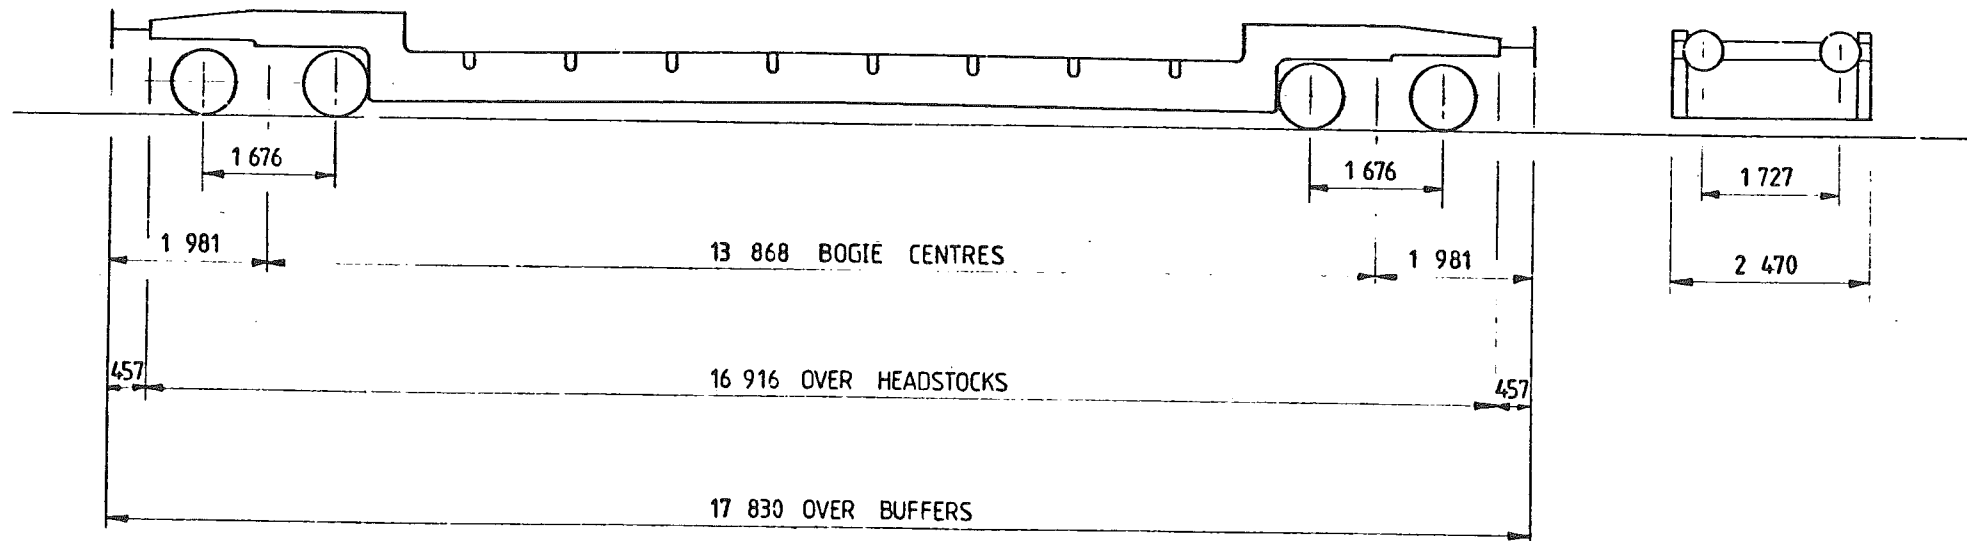 1 676
1 676
1 727
1 981
13 868 BOGIE CENTRES
1 981
2 470
457
16 916 OVER HEADSTOCKS
457
17 830 OVER BUFFERS